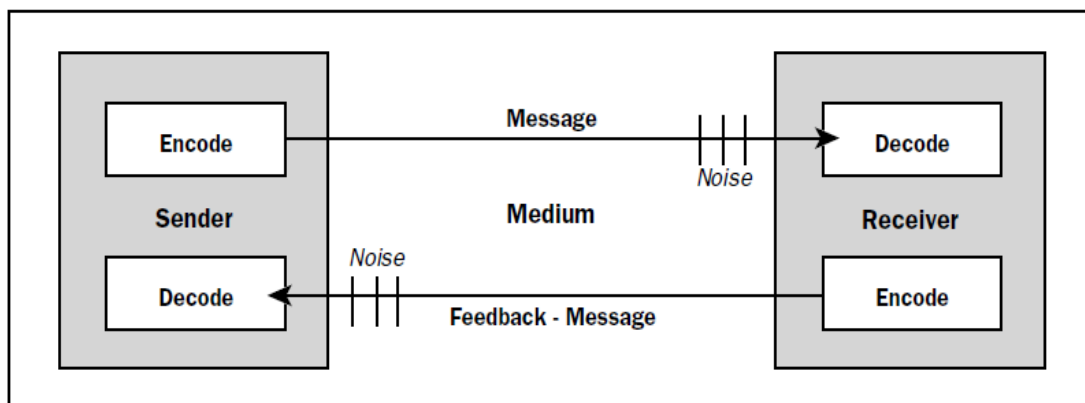 Message
Encode
Decode
Noise
Sender
Medium
Receiver
Noise
Decode
Encode
Feedback - Message